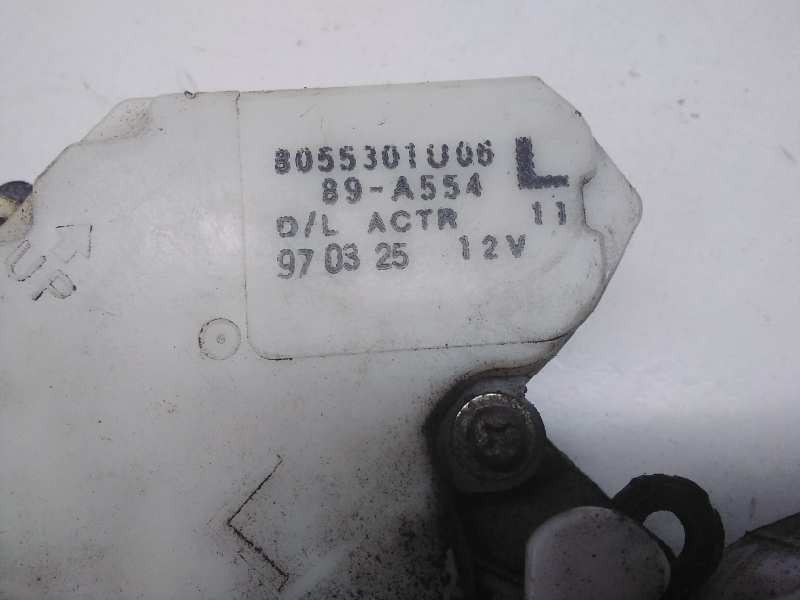 8055301U06 L
89-A554
D/L ACTR 11
97 03 25 12V
UP